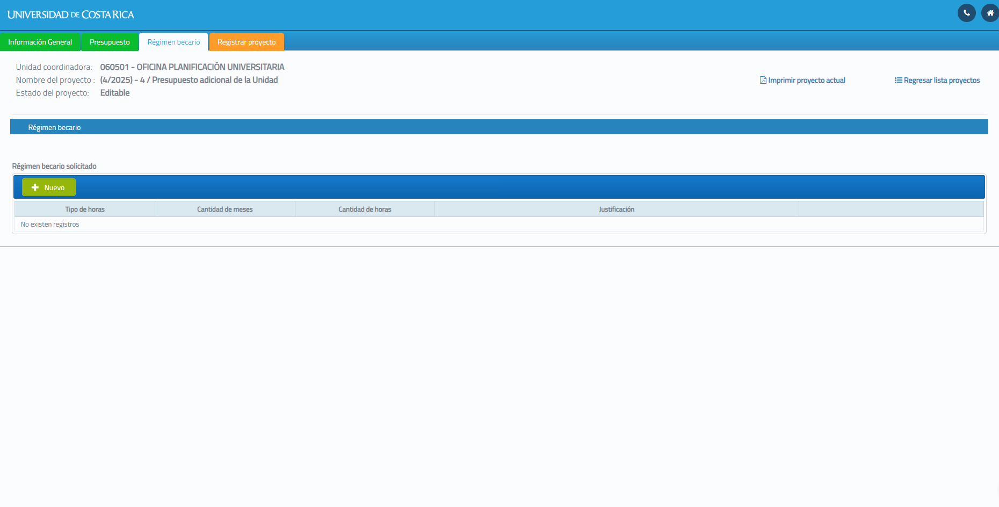 UNIVERSIDAD DE COSTA RICA
Información General Presupuesto Régimen becario Registrar proyecto
Unidad coordinadora: 060501 - OFICINA PLANIFICACIÓN UNIVERSITARIA
Nombre del proyecto : (4/2025) - 4 / Presupuesto adicional de la Unidad
Imprimir proyecto actual Regresar lista proyectos
Estado del proyecto: Editable
Régimen becario
Régimen becario solicitado
Nuevo
Tipo de horas Cantidad de meses Cantidad de horas Justificación
No existen registros